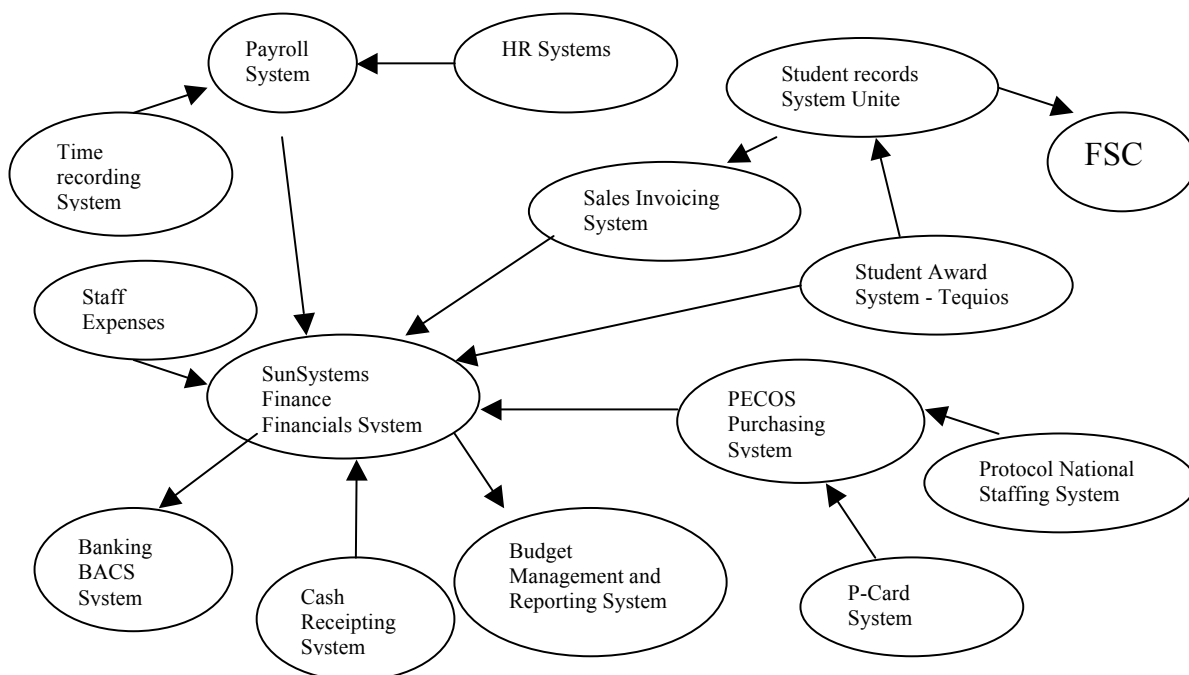 Payroll
System
HR Systems
Student records
System Unite
FSC
Time
recording
System
Sales Invoicing
System
Student Award
System - Tequios
Staff
Expenses
SunSystems
Finance
Financials System
PECOS
Purchasing
System
Protocol National
Staffing System
Banking
BACS
System
Cash
Receipting
System
Budget
Management and
Reporting System
P-Card
System